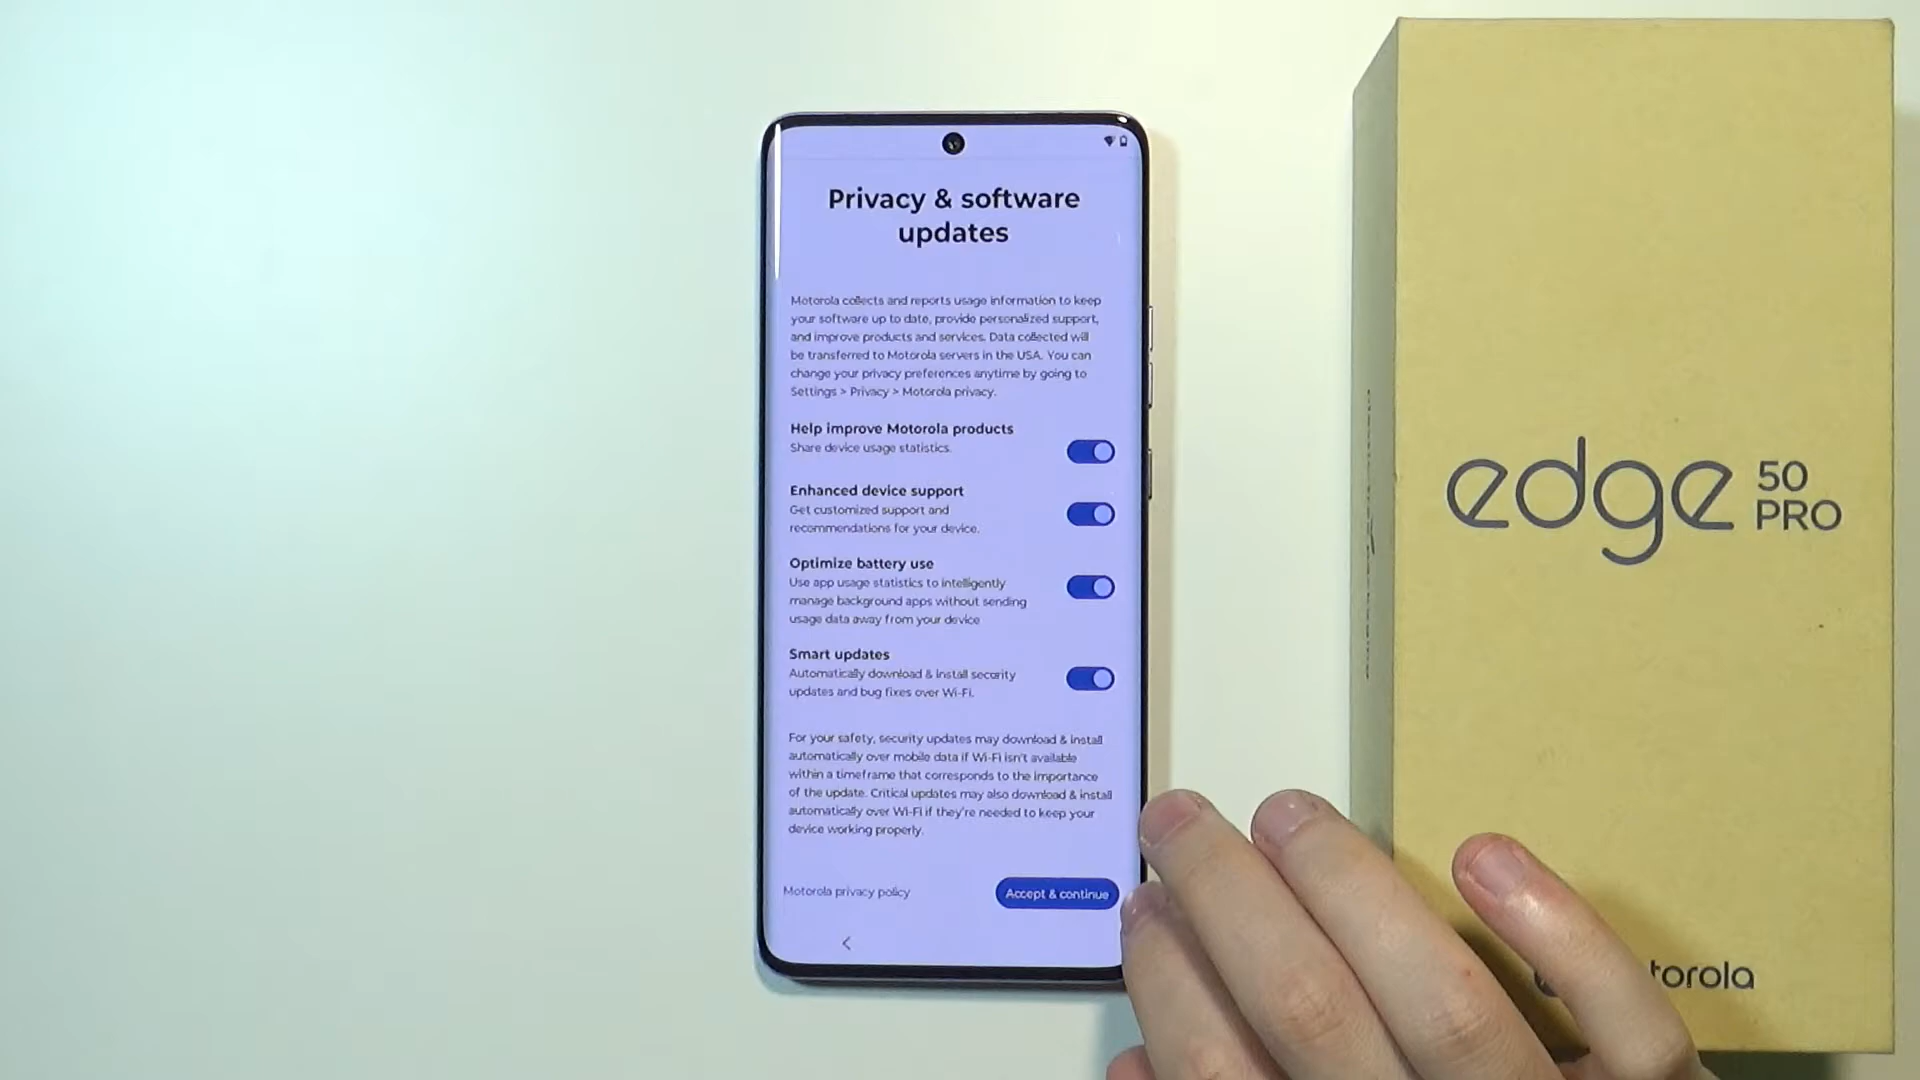 Privacy & software
updates
Motorola collects and reports usage information to keep
your software up to date, provide personalized support,
and improve products and services. Data collected will
be transferred to Motorola servers in the USA. You can
change your privacy preferences anytime by going to
Settings > Privacy > Motorola privacy.
Help improve Motorola products
Share device usage statistics.
Enhanced device support
Get customized support and
recommendations for your device.
Optimize battery use
Use app usage statistics to intelligently
manage background apps without sending
usage data away from your device
Smart updates
Automatically download & install security
updates and bug fixes over Wi-Fi.
For your safety, security updates may download & install
automatically over mobile data if Wi-Fi isn't available
within a timeframe that corresponds to the importance
of the update. Critical updates may also download & install
automatically over Wi-Fi if they're needed to keep your
device working properly.
Motorola privacy policy
Accept & continue
edge 50
PRO
torola